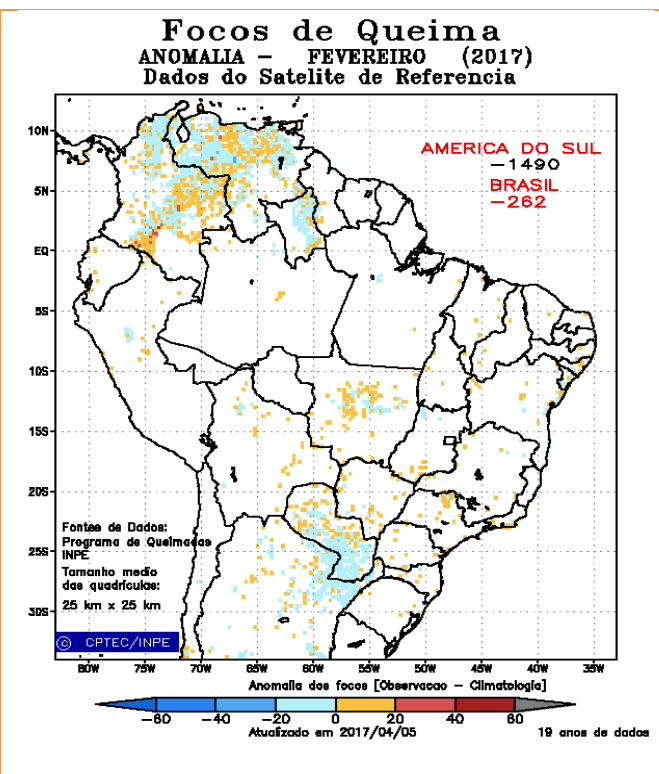 Focos de Queima
ANOMALIA – FEVEREIRO (2017)
Dados do Satelite de Referencia
10N
5N
EQ
5S
10S
15S
20S
25S
30S
AMERICA DO SUL
–1490
BRASIL
–262
Fontes de Dados:
Programa de Queimadas
INPE
Tamanho medio
das quadrículas:
25 km x 25 km
© CPTEC/INPE
80W 75W 70W 65W 60W 55W 50W 45W 40W 35W
Anomalia dos focos [Observacao – Climatologia]
–60 –40 –20 0 20 40 60
Atualizado em 2017/04/05
19 anos de dados